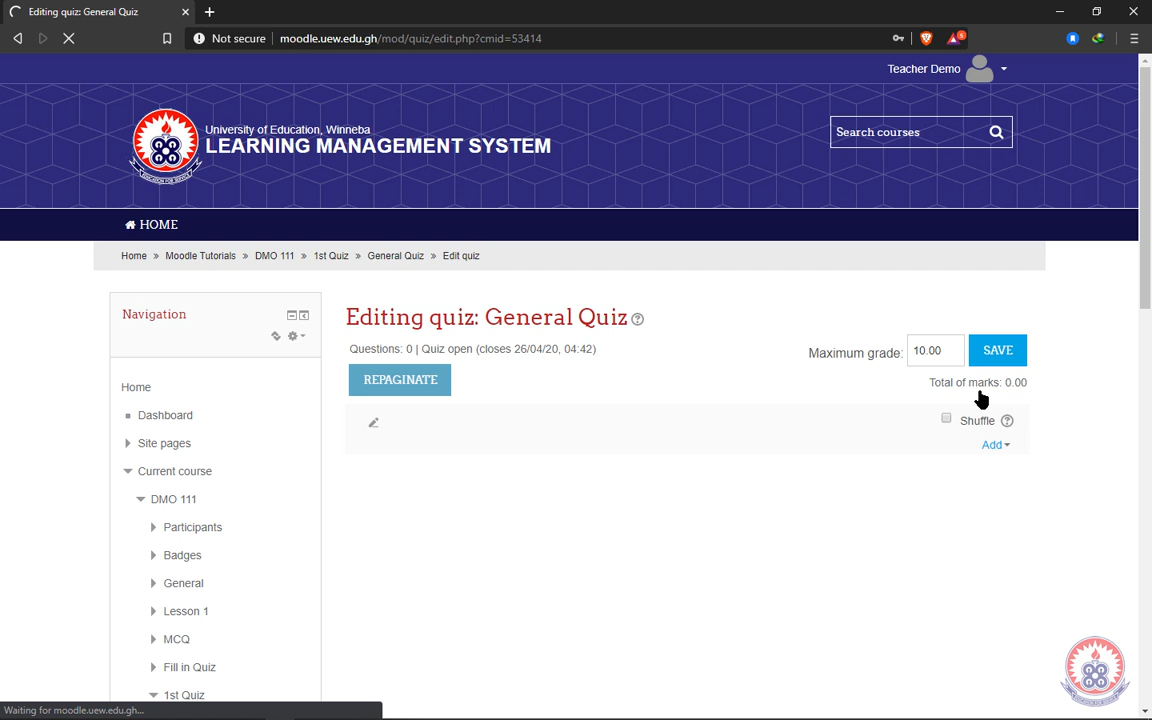 Editing quiz: General Quiz
Not secure
moodle.uew.edu.gh/mod/quiz/edit.php?cmid=53414
Teacher Demo
University of Education, Winneba
LEARNING MANAGEMENT SYSTEM
Search courses
HOME
Home » Moodle Tutorials » DMO 111 » 1st Quiz » General Quiz » Edit quiz
Navigation
Home
Dashboard
Site pages
Current course
DMO 111
Participants
Badges
General
Lesson 1
MCQ
Fill in Quiz
1st Quiz
Editing quiz: General Quiz
Questions: 0 | Quiz open (closes 26/04/20, 04:42)
Maximum grade: 10.00 SAVE
REPAGINATE
Total of marks: 0.00
Shuffle
Add
Waiting for moodle.uew.edu.gh...